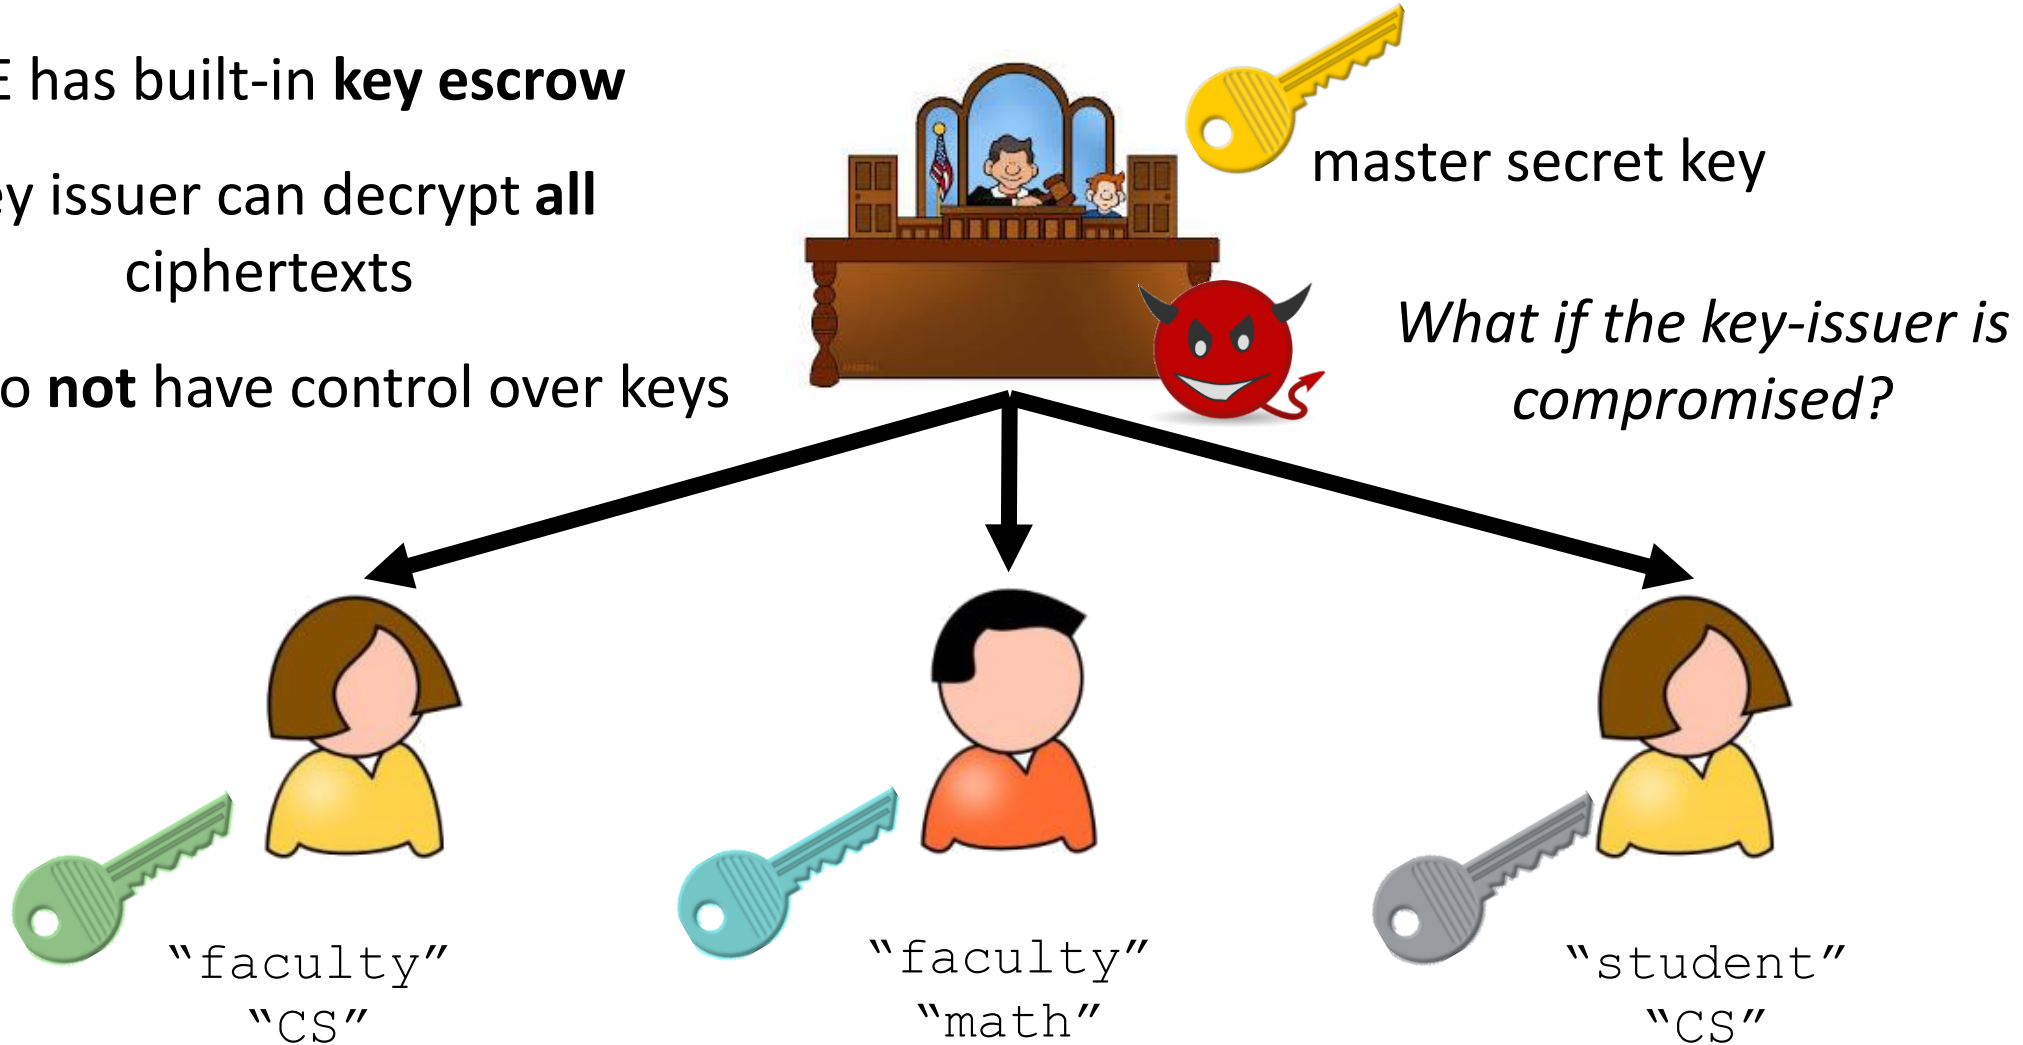 E has built-in key escrow
ey issuer can decrypt all
ciphertexts
o not have control over keys
master secret key
What if the key-issuer is
compromised?
“faculty”
“CS”
“faculty”
“math”
“student”
“CS”